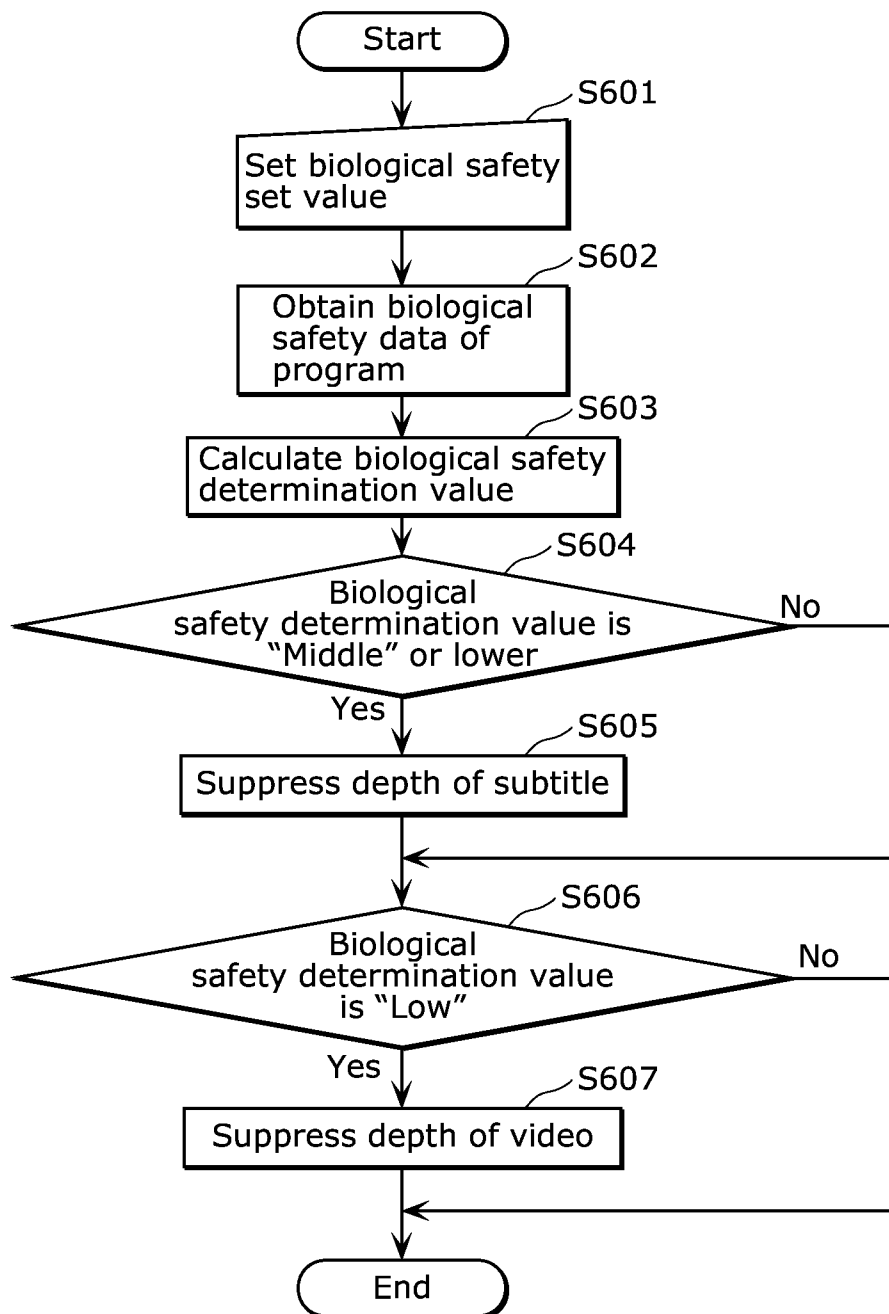 Start
S601
Set biological safety
set value
S602
Obtain biological
safety data of
program
S603
Calculate biological safety
determination value
S604
Biological
safety determination value is
“Middle” or lower
No
Yes
S605
Suppress depth of subtitle
S606
Biological
safety determination value
is “Low”
No
Yes
S607
Suppress depth of video
End